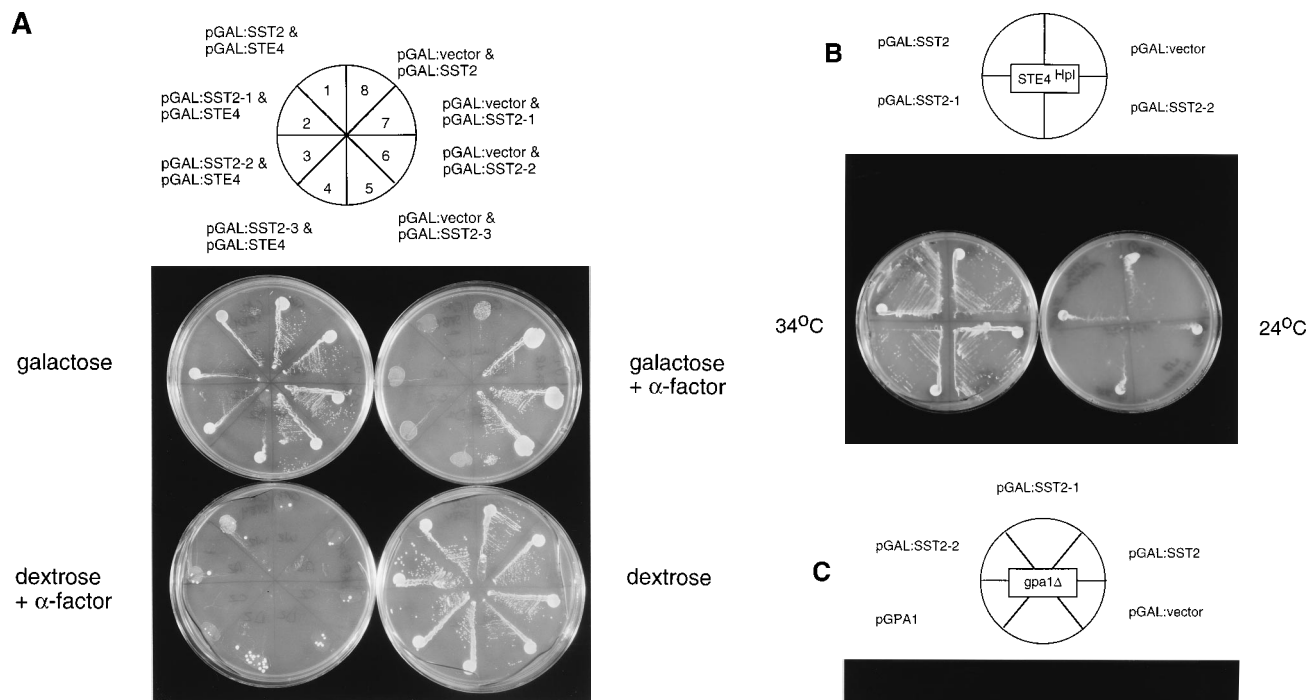 A
pGAL:SST2 &
pGAL:STE4
pGAL:vector &
pGAL:SST2
pGAL:SST2-1 &
pGAL:STE4
pGAL:vector &
pGAL:SST2-1
pGAL:SST2-2 &
pGAL:STE4
pGAL:vector &
pGAL:SST2-2
pGAL:SST2-3 &
pGAL:STE4
pGAL:vector &
pGAL:SST2-3
1 8
2 7
3 6
4 5
galactose
galactose
+ α-factor
dextrose
+ α-factor
dextrose
B
pGAL:SST2
pGAL:vector
STE4 Hpl
pGAL:SST2-1
pGAL:SST2-2
34°C
24°C
C
pGAL:SST2-1
pGAL:SST2-2
pGAL:SST2
gpa1Δ
pGPA1
pGAL:vector